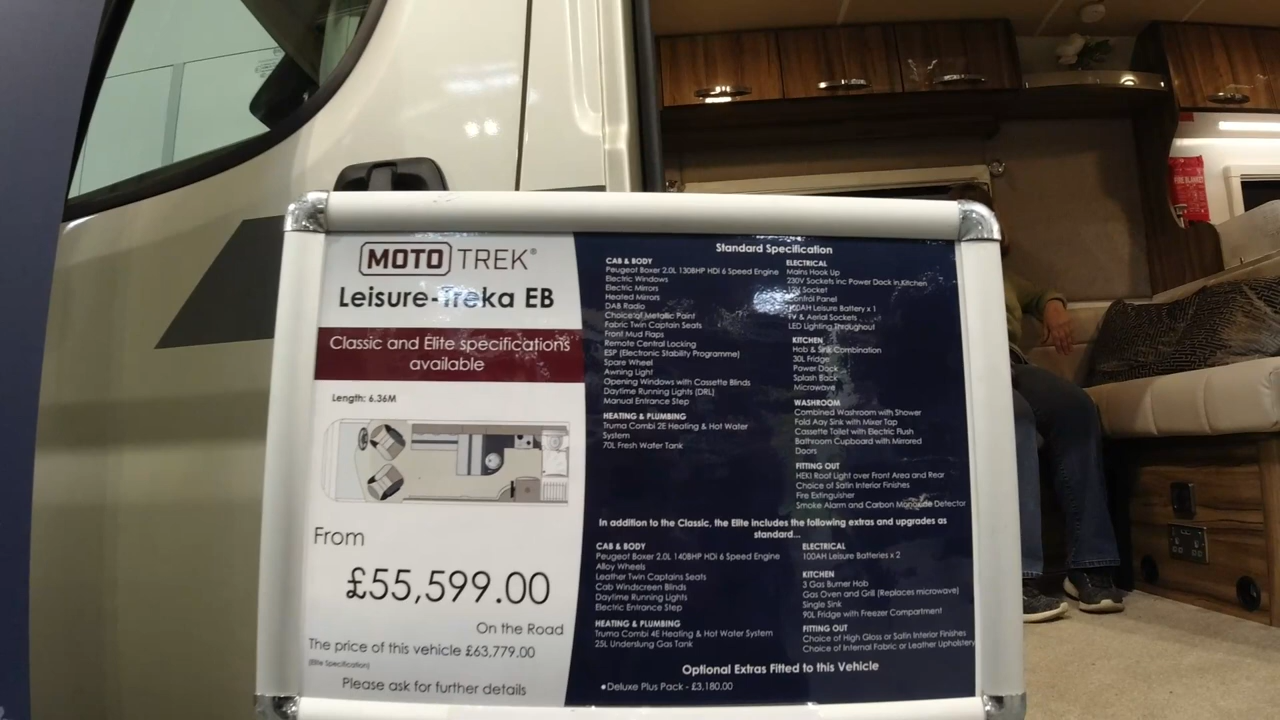 MOTO TREK®
Leisure-Treka EB
Classic and Elite specifications
available
Length: 6.36M
From
£55,599.00
On the Road
The price of this vehicle £63,779.00
(Elite Specification)
Please ask for further details
Standard Specification
CAB & BODY
Peugeot Boxer 2.0L 130BHP HDi 6 Speed Engine
Electric Windows
Electric Mirrors
Heated Mirrors
DAB Radio
Choice of Metallic Paint
Fabric Twin Captain Seats
Front Mud Flaps
Remote Central Locking
ESP (Electronic Stability Programme)
Spare Wheel
Awning Light
Opening Windows with Cassette Blinds
Daytime Running Lights (DRL)
Manual Entrance Step
HEATING & PLUMBING
Truma Combi 2E Heating & Hot Water
System
70L Fresh Water Tank
ELECTRICAL
Mains Hook Up
230V Sockets inc Power Dock in Kitchen
12V Socket
Control Panel
100AH Leisure Battery x 1
TV & Aerial Sockets
LED Lighting Throughout
KITCHEN
Hob & Sink Combination
30L Fridge
Power Dock
Splash Back
Microwave
WASHROOM
Combined Washroom with Shower
Fold Aay Sink with Mixer Tap
Cassette Toilet with Electric Flush
Bathroom Cupboard with Mirrored
Doors
FITTING OUT
HEKI Roof Light over Front Area and Rear
Choice of Satin Interior Finishes
Fire Extinguisher
Smoke Alarm and Carbon Monoxide Detector
In addition to the Classic, the Elite includes the following extras and upgrades as
standard...
CAB & BODY
Peugeot Boxer 2.0L 140BHP HDi 6 Speed Engine
Alloy Wheels
Leather Twin Captains Seats
Cab Windscreen Blinds
Daytime Running Lights
Electric Entrance Step
HEATING & PLUMBING
Truma Combi 4E Heating & Hot Water System
25L Underslung Gas Tank
ELECTRICAL
100AH Leisure Batteries x 2
KITCHEN
3 Gas Burner Hob
Gas Oven and Grill (Replaces microwave)
Single Sink
90L Fridge with Freezer Compartment
FITTING OUT
Choice of High Gloss or Satin Interior Finishes
Choice of Internal Fabric or Leather Upholstery
Optional Extras Fitted to this Vehicle
•Deluxe Plus Pack - £3,180.00